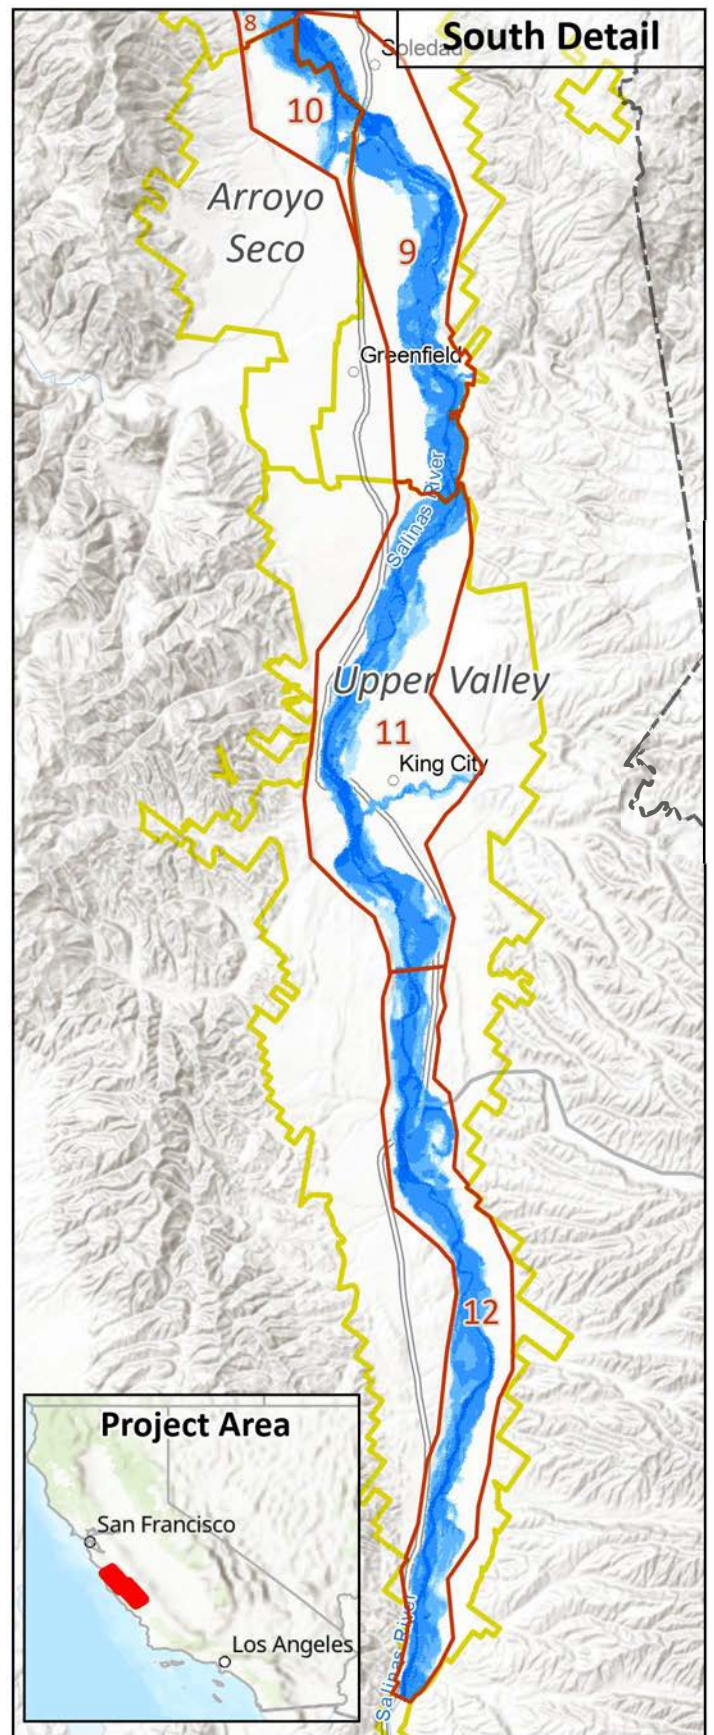 South Detail
8
Soledad
10
Arroyo
Seco
9
Greenfield
Salinas River
Upper Valley
11
King City
12
Project Area
San Francisco
Los Angeles
Salinas River